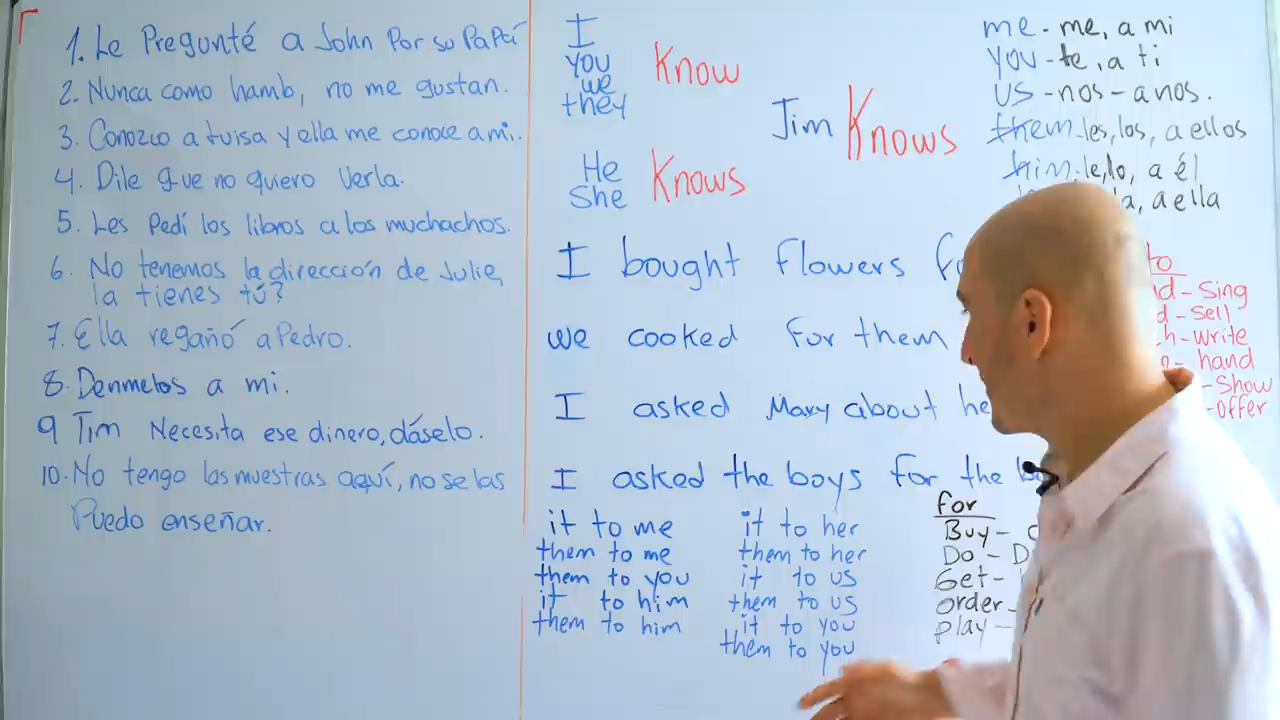 1. Le Pregunté a John Por su Papá
2. Nunca como hamb, no me gustan.
3. Conozco a Luisa y ella me conoce a mi.
4. Dile que no quiero verla.
5. Les Pedí los libros a los muchachos.
6. No tenemos la dirección de Julie,
la tienes tú?
7. Ella regañó a Pedro.
8. Denmelos a mi.
9 Tim Necesita ese dinero, dáselo.
10. No tengo las muestras aquí, no se las
Puedo enseñar.
I
you
we
they
Know
He
She
Knows
Jim Knows
me - me, a mi
you - te, a ti
us - nos - a nos.
them - les, los, a ellos
him - le, lo, a él
a ella
I bought flowers
we cooked for them
I asked Mary about
I asked the boys for the
it to me
them to me
them to you
it to him
them to him
it to her
them to her
it to us
them to us
it to you
them to you
for
Buy -
Do -
Get -
order -
play -
to
- Sing
- Sell
- write
- hand
- Show
- offer